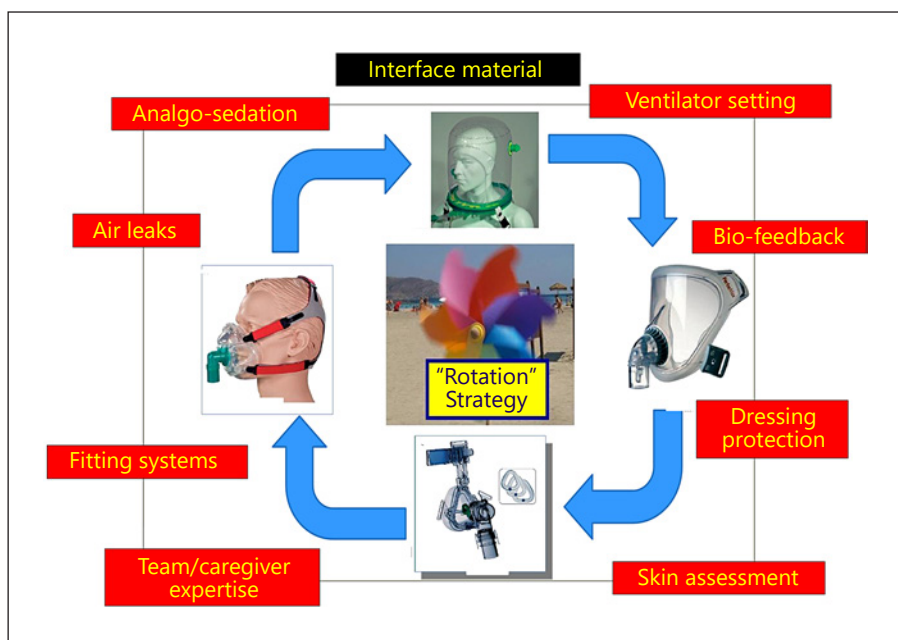 Interface material
Analgo-sedation
Ventilator setting
Air leaks
Bio-feedback
"Rotation"
Strategy
Dressing
protection
Fitting systems
Team/caregiver
expertise
Skin assessment